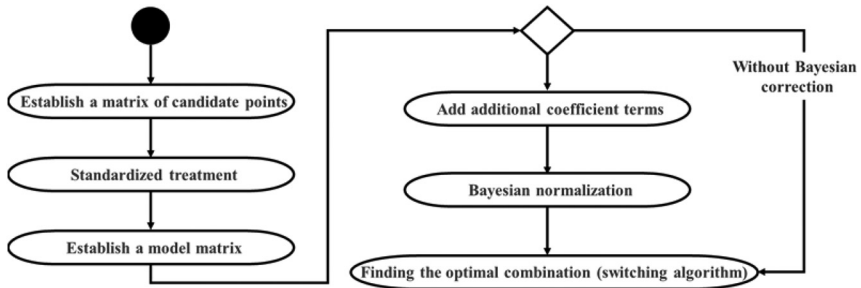 Establish a matrix of candidate points
Standardized treatment
Establish a model matrix
Without Bayesian
correction
Add additional coefficient terms
Bayesian normalization
Finding the optimal combination (switching algorithm)